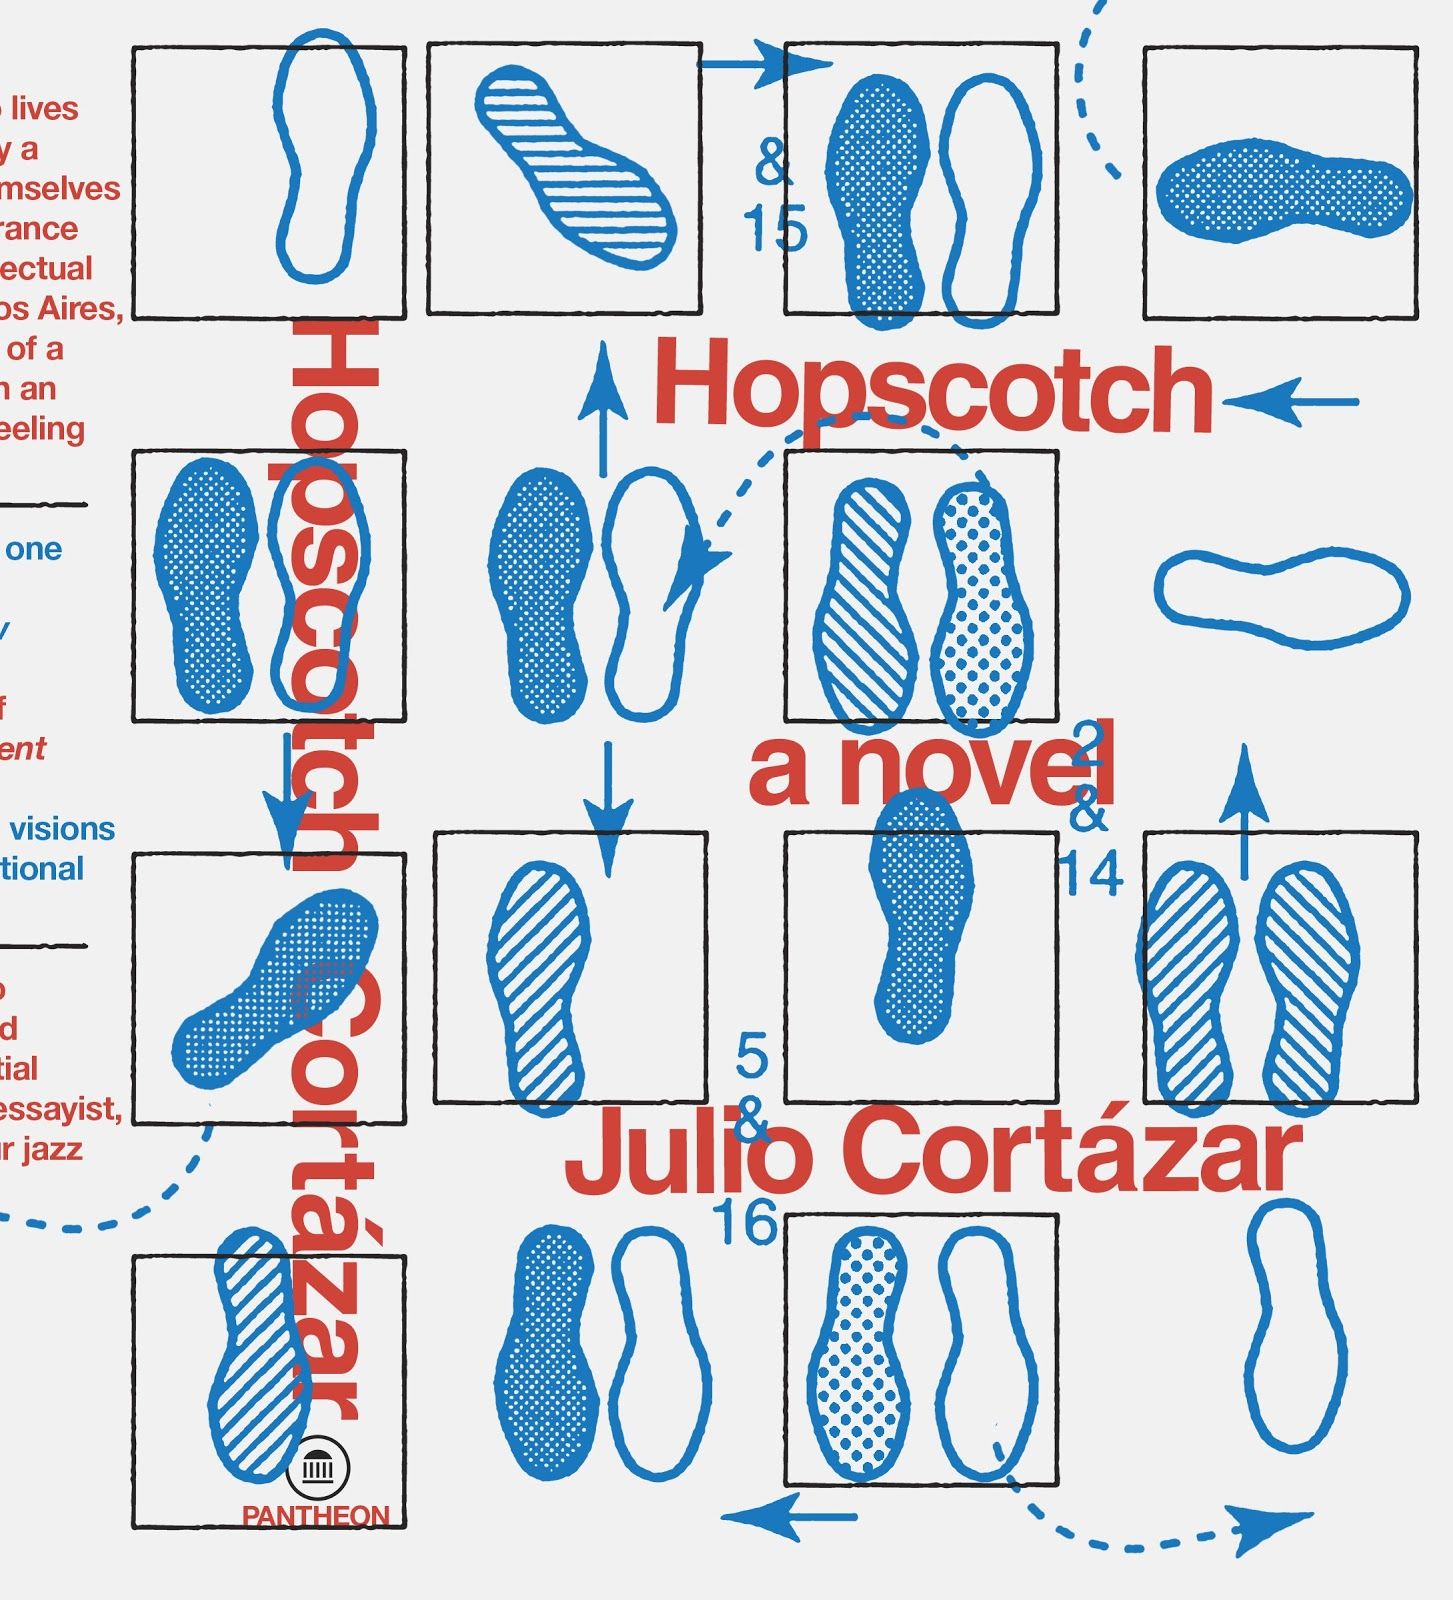 lives
y a
mselves
rance
ectual
os Aires,
of a
n an
eeling
one
y
f
ent
visions
tional
d
tial
essayist,
r jazz
Hopscotch Cortázar
PANTHEON
&
15
Hopscotch
a novel
2
&
14
5
&
16
Julio Cortázar